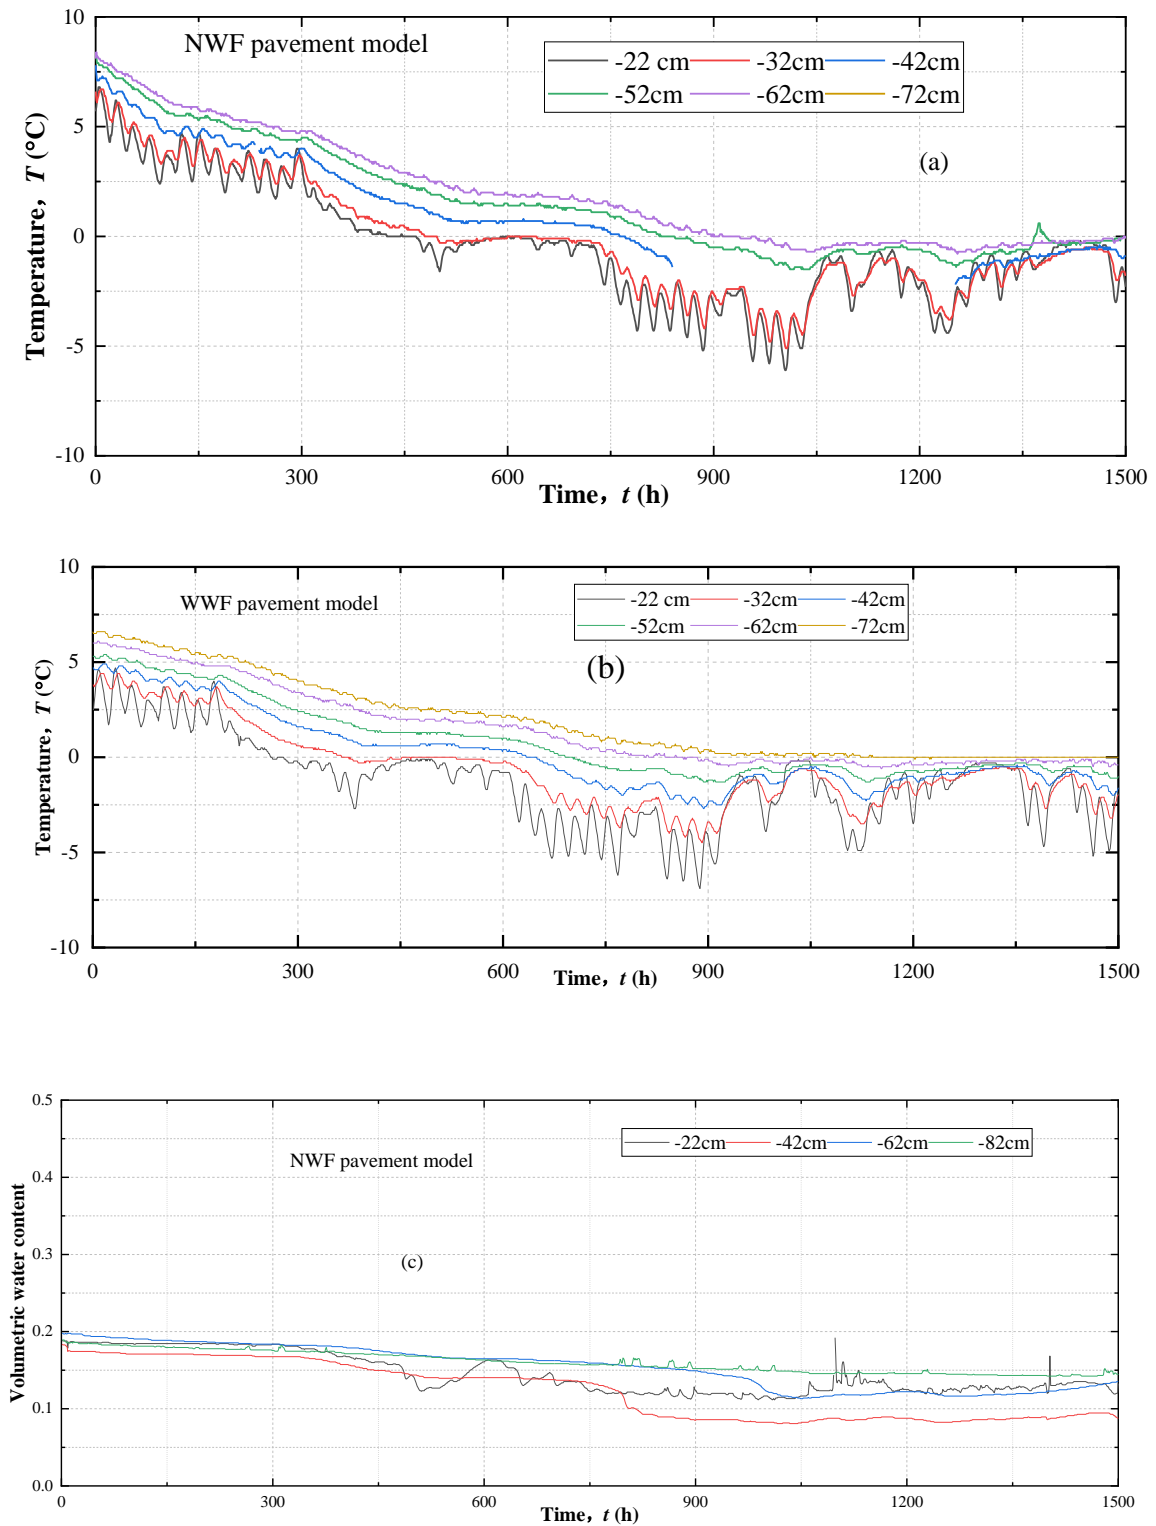 NWF pavement model
-22 cm -32cm -42cm
-52cm -62cm -72cm
(a)
Temperature, T (°C)
10
5
0
-5
-10
0 300 600 900 1200 1500
Time, t (h)
WWF pavement model
-22 cm -32cm -42cm
-52cm -62cm -72cm
(b)
Temperature, T (°C)
10
5
0
-5
-10
0 300 600 900 1200 1500
Time, t (h)
-22cm -42cm -62cm -82cm
NWF pavement model
(c)
Volumetric water content
0.5
0.4
0.3
0.2
0.1
0.0
0 300 600 900 1200 1500
Time, t (h)